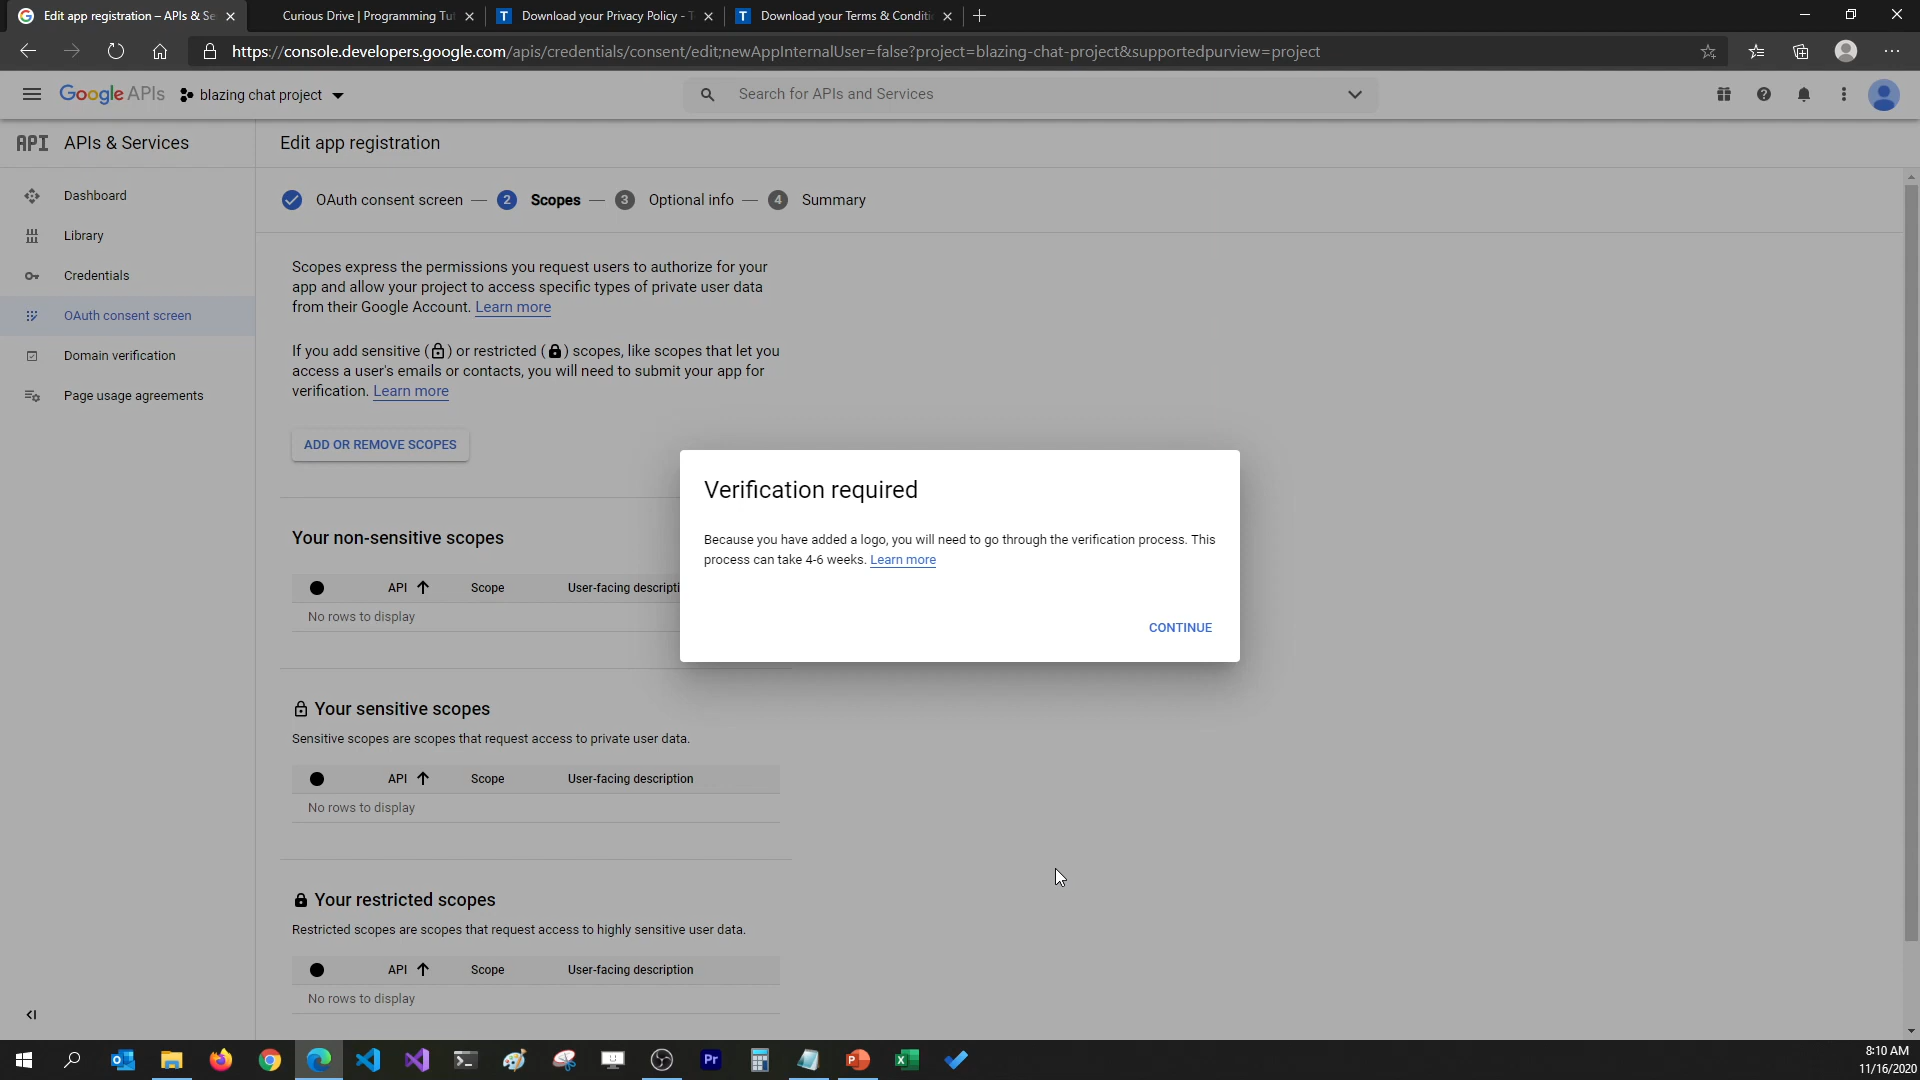 Edit app registration – APIs & Se
Curious Drive | Programming Tut
Download your Privacy Policy - T
Download your Terms & Conditi
https://console.developers.google.com/apis/credentials/consent/edit;newAppInternalUser=false?project=blazing-chat-project&supportedpurview=project
Google APIs
blazing chat project
Search for APIs and Services
API APIs & Services
Edit app registration
Dashboard
Library
Credentials
OAuth consent screen
Domain verification
Page usage agreements
OAuth consent screen — 2 Scopes — 3 Optional info — 4 Summary
Scopes express the permissions you request users to authorize for your
app and allow your project to access specific types of private user data
from their Google Account. Learn more
If you add sensitive ( ) or restricted ( ) scopes, like scopes that let you
access a user's emails or contacts, you will need to submit your app for
verification. Learn more
ADD OR REMOVE SCOPES
Your non-sensitive scopes
API Scope User-facing descripti
No rows to display
Your sensitive scopes
Sensitive scopes are scopes that request access to private user data.
API Scope User-facing description
No rows to display
Your restricted scopes
Restricted scopes are scopes that request access to highly sensitive user data.
API Scope User-facing description
No rows to display
Verification required
Because you have added a logo, you will need to go through the verification process. This
process can take 4-6 weeks. Learn more
CONTINUE
Pr
8:10 AM
11/16/2020